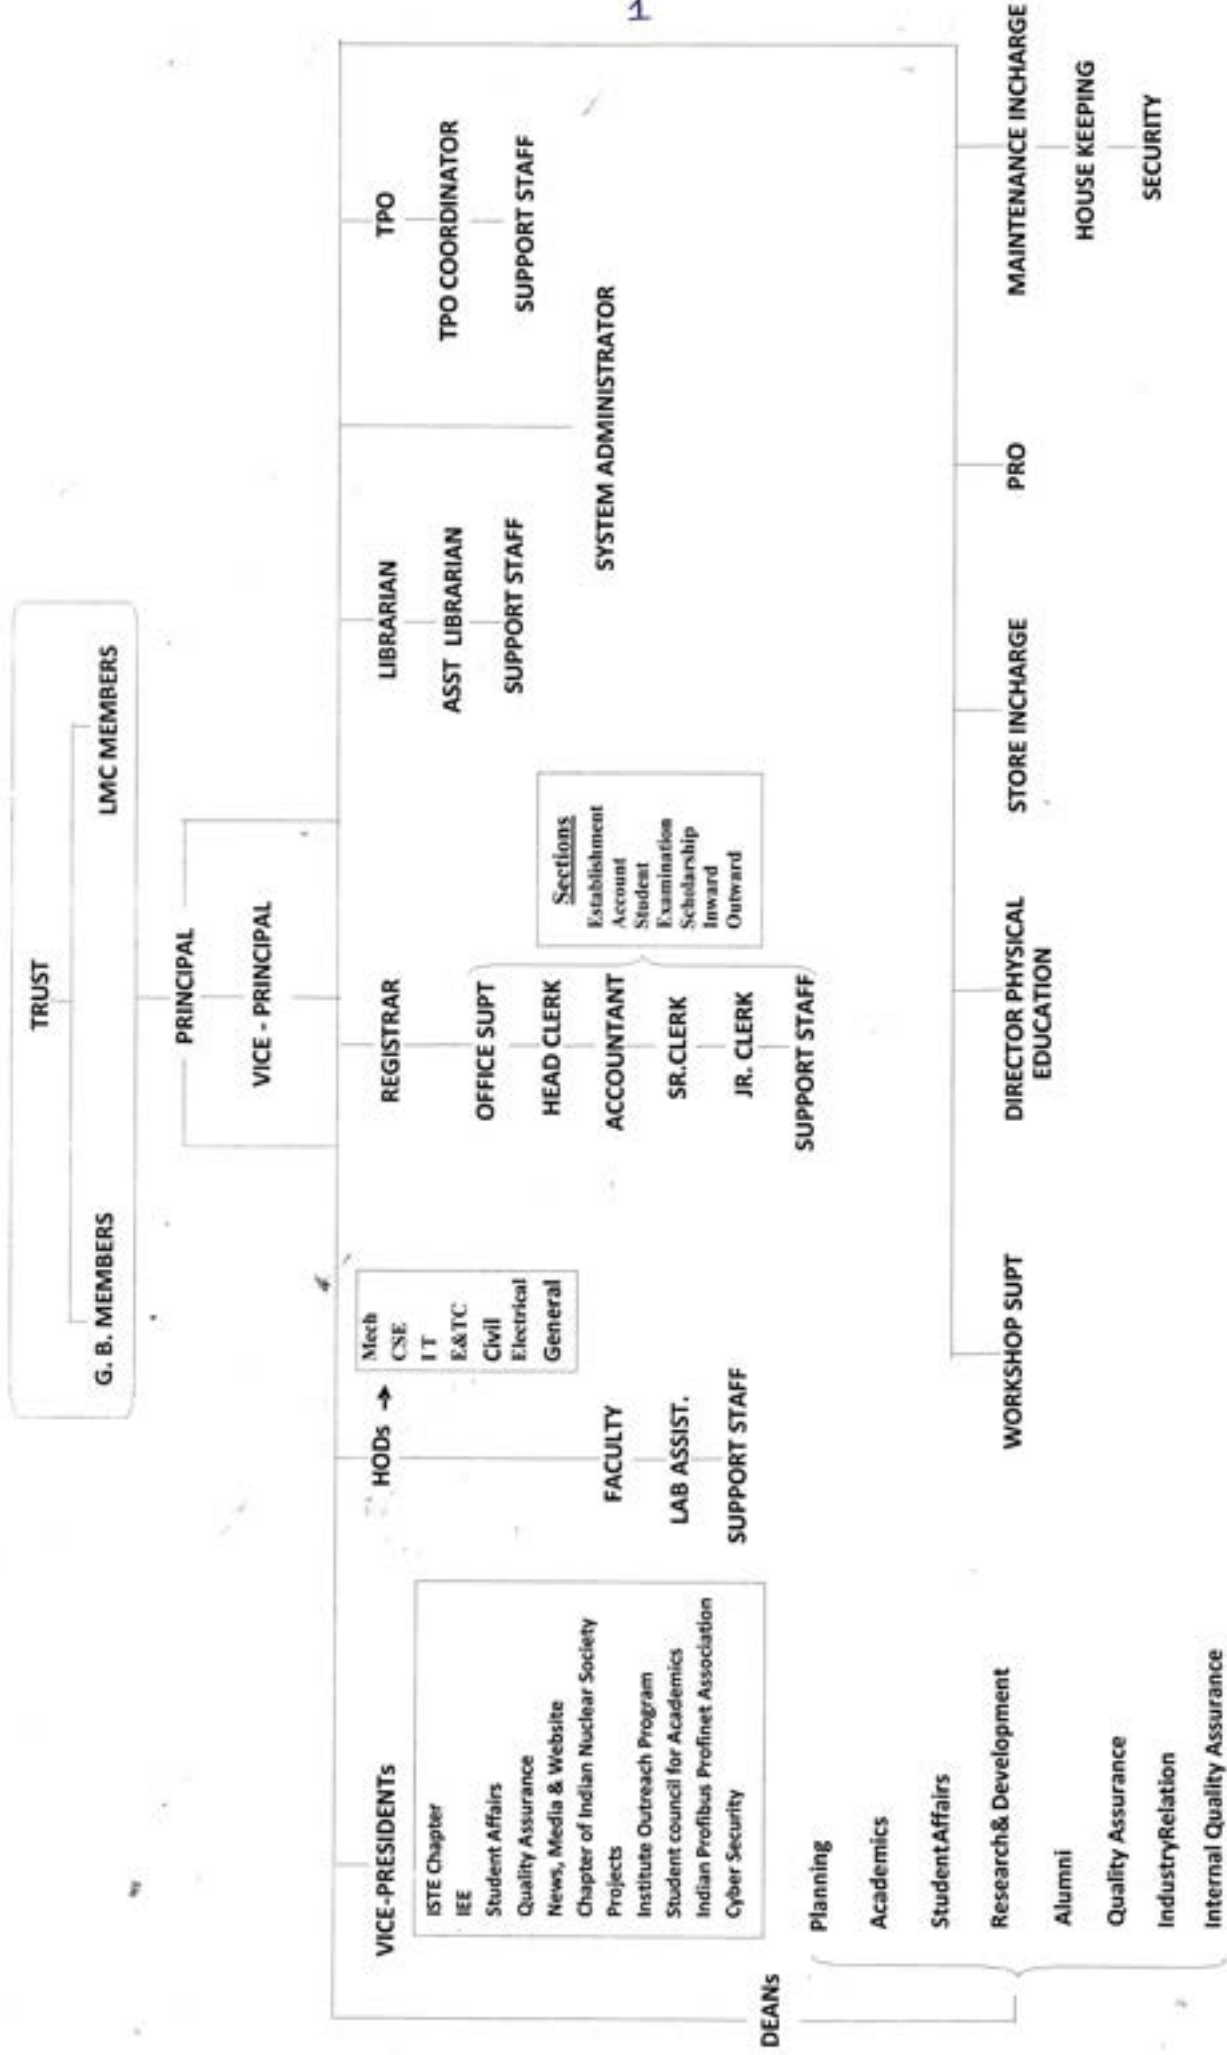 1
TRUST
G. B. MEMBERS
LMC MEMBERS
PRINCIPAL
VICE - PRINCIPAL
VICE-PRESIDENTs
ISTE Chapter
IEE
Student Affairs
Quality Assurance
News, Media & Website
Chapter of Indian Nuclear Society
Projects
Institute Outreach Program
Student council for Academics
Indian Profibus Profinet Association
Cyber Security
DEANs
Planning
Academics
StudentAffairs
Research& Development
Alumni
Quality Assurance
IndustryRelation
Internal Quality Assurance
HODs →
Mech
CSE
I T
E&TC
Civil
Electrical
General
FACULTY
LAB ASSIST.
SUPPORT STAFF
REGISTRAR
OFFICE SUPT
HEAD CLERK
ACCOUNTANT
SR.CLERK
JR. CLERK
SUPPORT STAFF
Sections
Establishment
Account
Student
Examination
Scholarship
Inward
Outward
LIBRARIAN
ASST LIBRARIAN
SUPPORT STAFF
SYSTEM ADMINISTRATOR
TPO
TPO COORDINATOR
SUPPORT STAFF
WORKSHOP SUPT
DIRECTOR PHYSICAL
EDUCATION
STORE INCHARGE
PRO
MAINTENANCE INCHARGE
HOUSE KEEPING
SECURITY